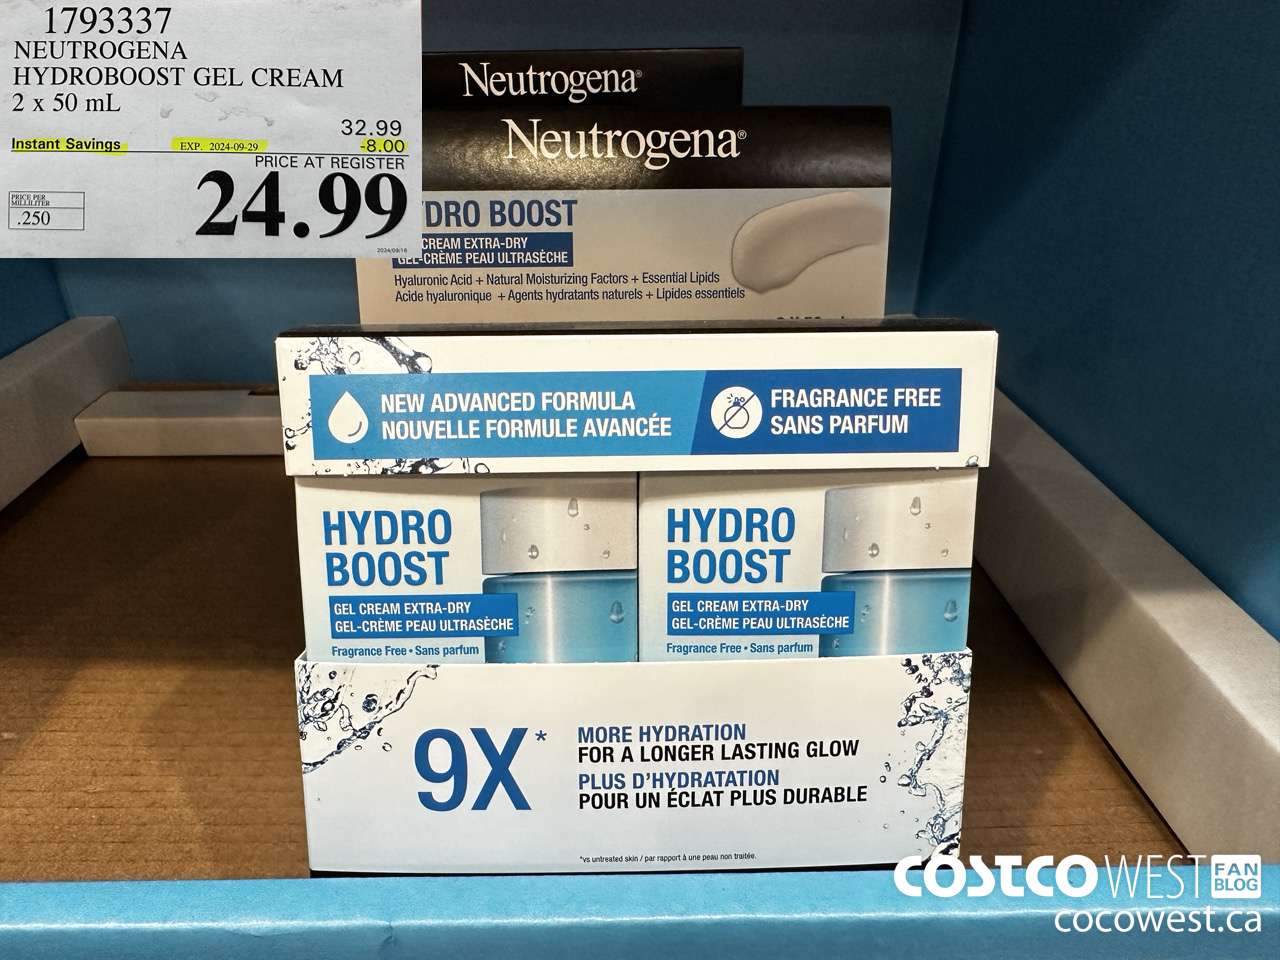 1793337
NEUTROGENA
HYDROBOOST GEL CREAM
2 x 50 mL
32.99
Instant Savings EXP. 2024-09-29 -8.00
PRICE AT REGISTER
24.99
PRICE PER
MILLILITER
.250
2024/09/16
Neutrogena®
Neutrogena®
DRO BOOST
CREAM EXTRA-DRY
GEL-CRÈME PEAU ULTRASÈCHE
Hyaluronic Acid + Natural Moisturizing Factors + Essential Lipids
Acide hyaluronique + Agents hydratants naturels + Lipides essentiels
NEW ADVANCED FORMULA
NOUVELLE FORMULE AVANCÉE
FRAGRANCE FREE
SANS PARFUM
HYDRO
BOOST
GEL CREAM EXTRA-DRY
GEL-CRÈME PEAU ULTRASÈCHE
Fragrance Free • Sans parfum
HYDRO
BOOST
GEL CREAM EXTRA-DRY
GEL-CRÈME PEAU ULTRASÈCHE
Fragrance Free • Sans parfum
9X*
MORE HYDRATION
FOR A LONGER LASTING GLOW
PLUS D'HYDRATATION
POUR UN ÉCLAT PLUS DURABLE
*vs untreated skin / par rapport à une peau non traitée.
COSTCO WEST FAN BLOG
cocowest.ca